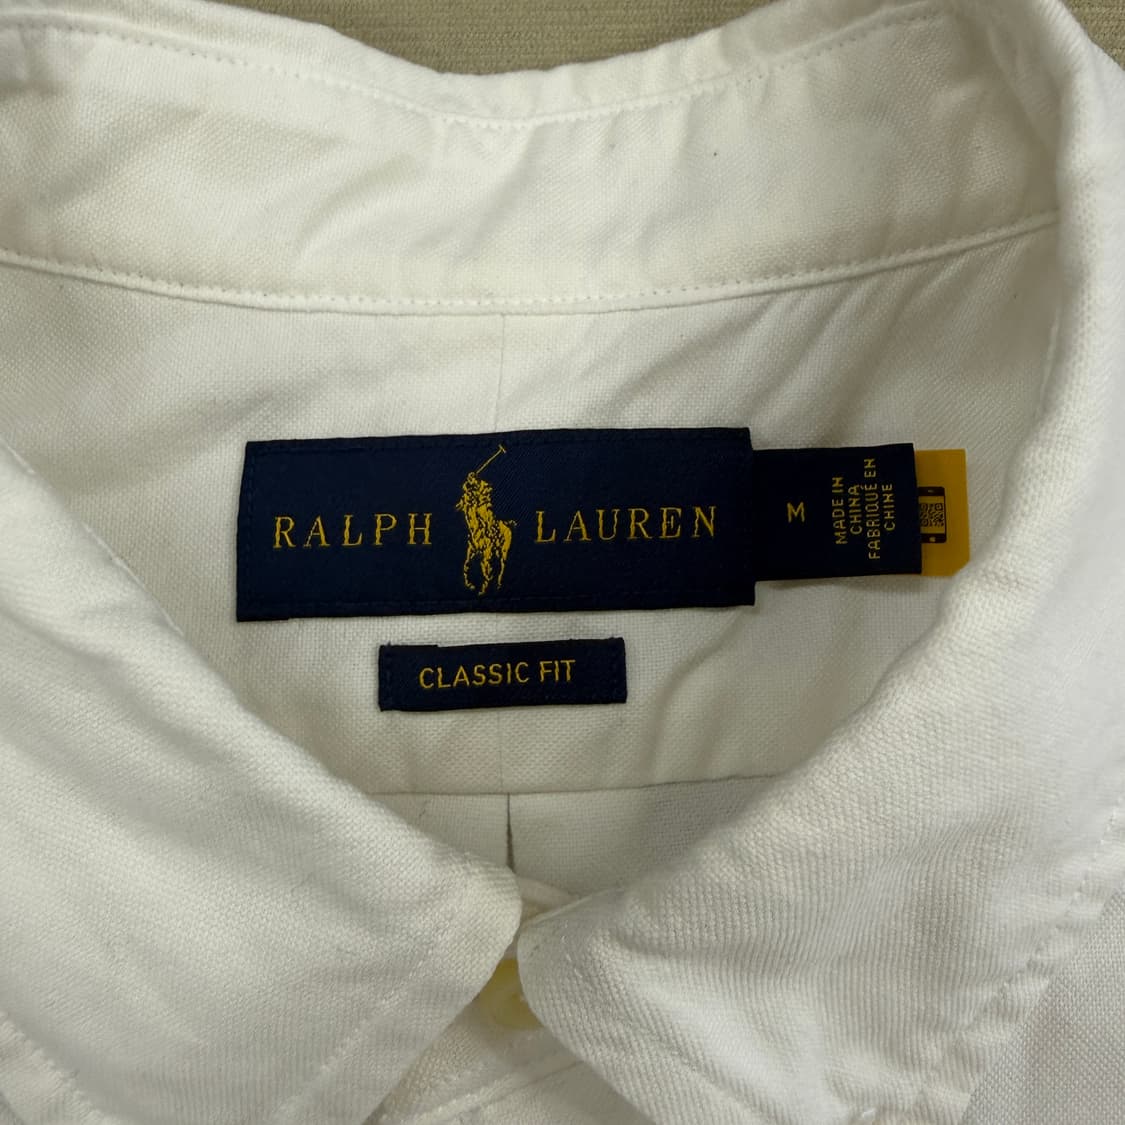 RALPH LAUREN
M
MADE IN
CHINA
FABRIQUÉ EN
CHINE
CLASSIC FIT